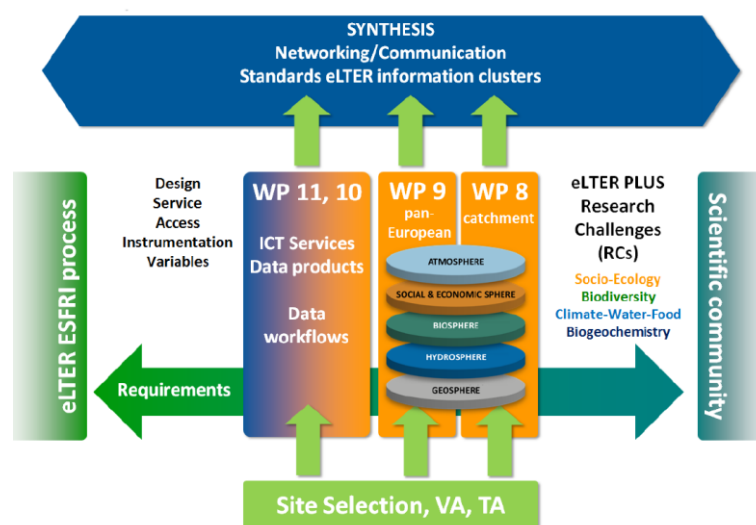 SYNTHESIS
Networking/Communication
Standards eLTER information clusters
eLTER ESFRI process
Design
Service
Access
Instrumentation
Variables
Requirements
WP 11, 10
ICT Services
Data products
Data
workflows
WP 9
pan-
European
WP 8
catchment
ATMOSPHERE
SOCIAL & ECONOMIC SPHERE
BIOSPHERE
HYDROSPHERE
GEOSPHERE
eLTER PLUS
Research
Challenges
(RCs)
Socio-Ecology
Biodiversity
Climate-Water-Food
Biogeochemistry
Scientific community
Site Selection, VA, TA